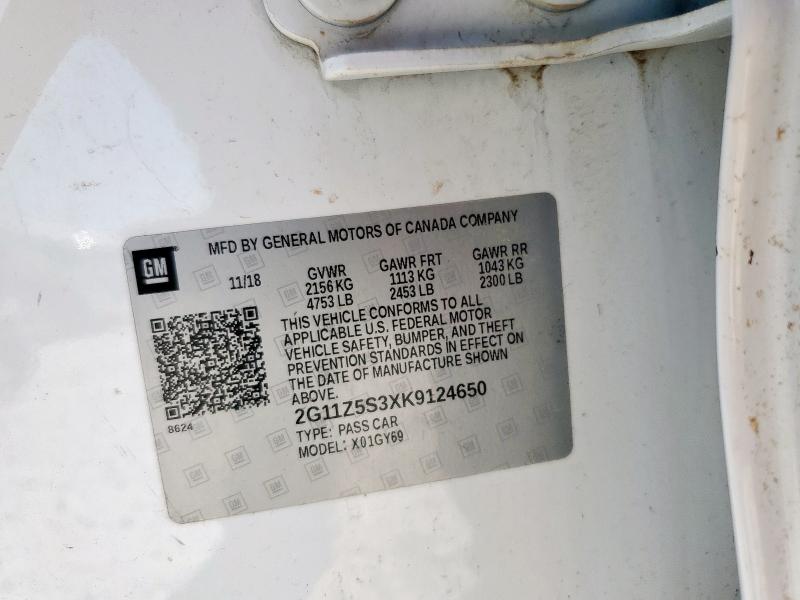 MFD BY GENERAL MOTORS OF CANADA COMPANY
GM
11/18 GVWR GAWR FRT GAWR RR
2156 KG 1113 KG 1043 KG
4753 LB 2453 LB 2300 LB
THIS VEHICLE CONFORMS TO ALL
APPLICABLE U.S. FEDERAL MOTOR
VEHICLE SAFETY, BUMPER, AND THEFT
PREVENTION STANDARDS IN EFFECT ON
THE DATE OF MANUFACTURE SHOWN
ABOVE.
8624
2G11Z5S3XK9124650
TYPE: PASS CAR
MODEL: X01GY69